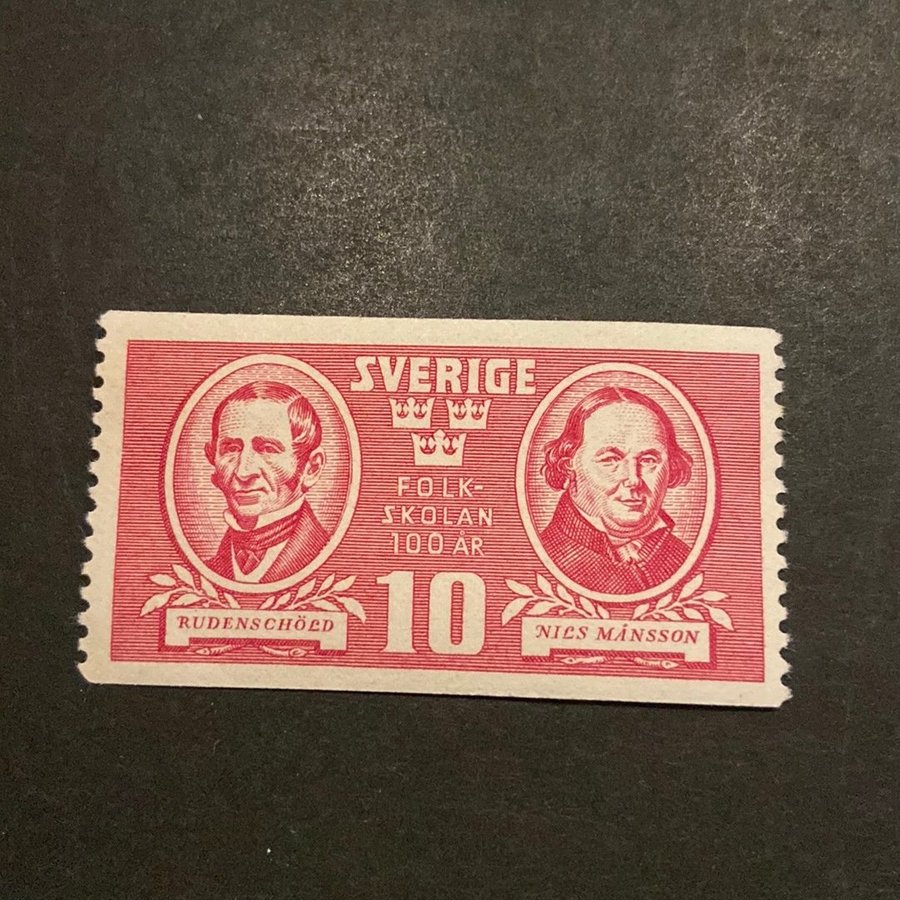 SVERIGE
FOLK-
SKOLAN
100 ÅR
10
RUDENSCHÖLD
NILS MÅNSSON